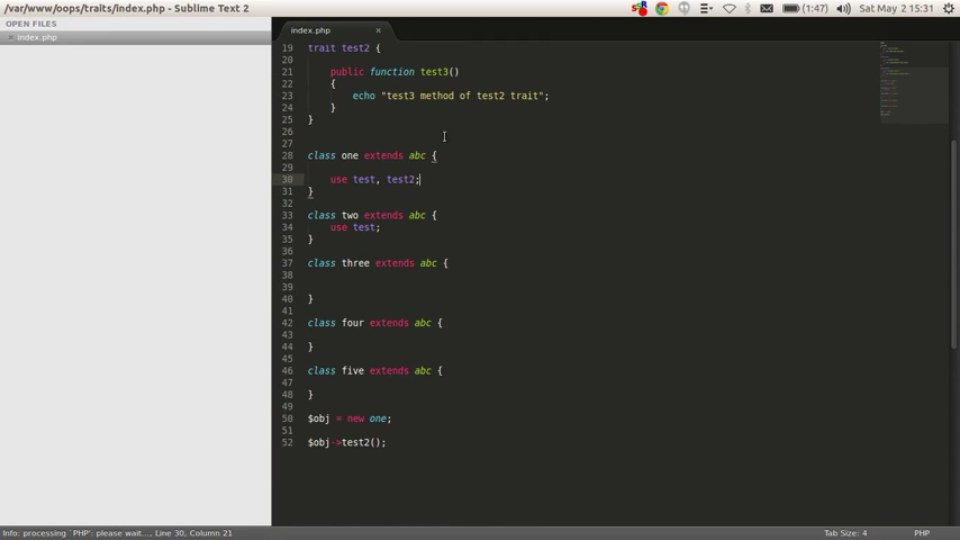 /var/www/oops/traits/index.php - Sublime Text 2
(1:47) Sat May 2 15:31
OPEN FILES
× index.php
index.php ×
19 trait test2 {
20
21 public function test3()
22 {
23 echo "test3 method of test2 trait";
24 }
25 }
26
27
28 class one extends abc {
29
30 use test, test2;
31 }
32
33 class two extends abc {
34 use test;
35 }
36
37 class three extends abc {
38
39
40 }
41
42 class four extends abc {
43
44 }
45
46 class five extends abc {
47
48 }
49
50 $obj = new one;
51
52 $obj->test2();
Info: processing `PHP': please wait..., Line 30, Column 21
Tab Size: 4
PHP